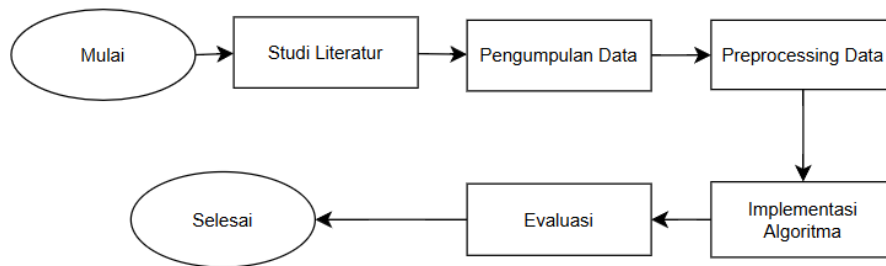 Mulai
Studi Literatur
Pengumpulan Data
Preprocessing Data
Implementasi
Algoritma
Evaluasi
Selesai